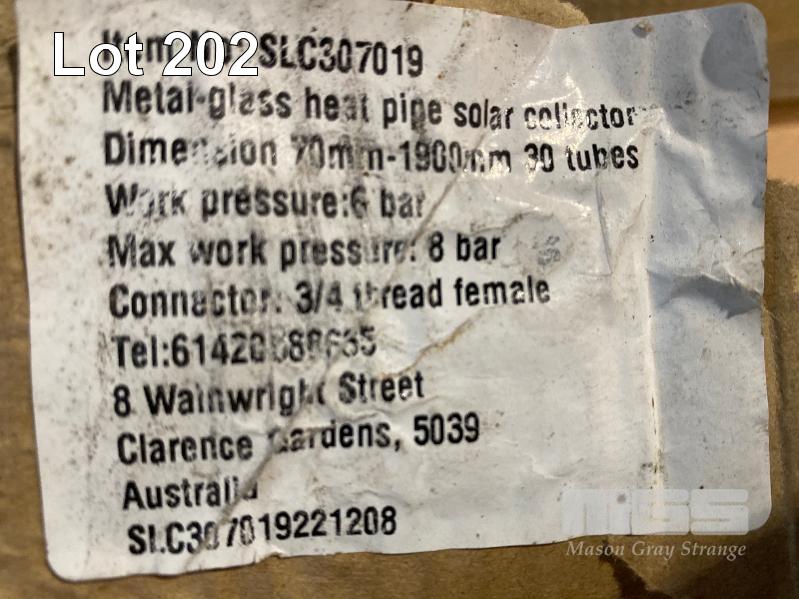 Lot 202
Item SLC307019
Metal-glass heat pipe solar collector
Dimension 70mm-1900mm 30 tubes
Work pressure:6 bar
Max work pressure: 8 bar
Connector: 3/4 thread female
8 Wainwright Street
Clarence Gardens, 5039
Australia
SLC307019221208
MGS
Mason Gray Strange